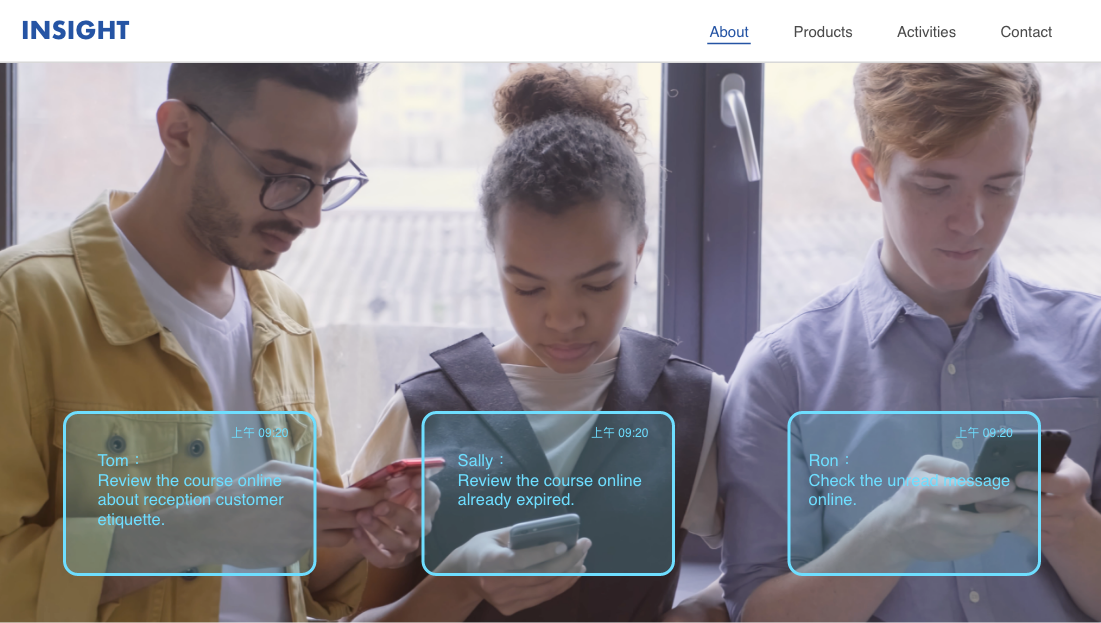 INSIGHT
About
Products
Activities
Contact
上午 09:20
Tom：
Review the course online
about reception customer
etiquette.
上午 09:20
Sally：
Review the course online
already expired.
上午 09:20
Ron：
Check the unread message
online.